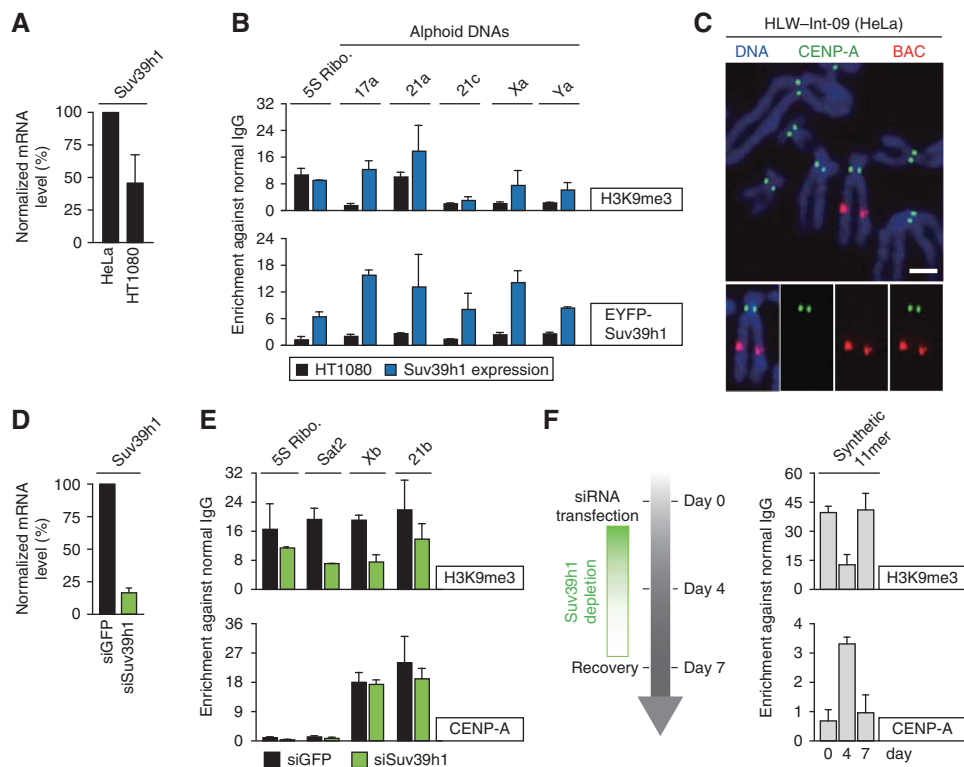 A
Suv39h1
Normalized mRNA
level (%)
100
75
50
25
0
HeLa
HT1080
B
Alphoid DNAs
5S Ribo.
17a
21a
21c
Xa
Ya
Enrichment against normal IgG
32
24
16
8
0
H3K9me3
24
18
12
6
0
EYFP-
Suv39h1
HT1080
Suv39h1 expression
C
HLW–Int-09 (HeLa)
DNA CENP-A BAC
D
Suv39h1
Normalized mRNA
level (%)
100
75
50
25
0
siGFP
siSuv39h1
E
5S Ribo.
Sat2
Xb
21b
Enrichment against normal IgG
32
24
16
8
0
H3K9me3
36
27
18
9
0
CENP-A
siGFP
siSuv39h1
F
siRNA
transfection
Suv39h1
depletion
Recovery
Day 0
Day 4
Day 7
Synthetic
11mer
Enrichment against normal IgG
60
45
30
15
0
H3K9me3
4
3
2
1
0
CENP-A
0 4 7 day